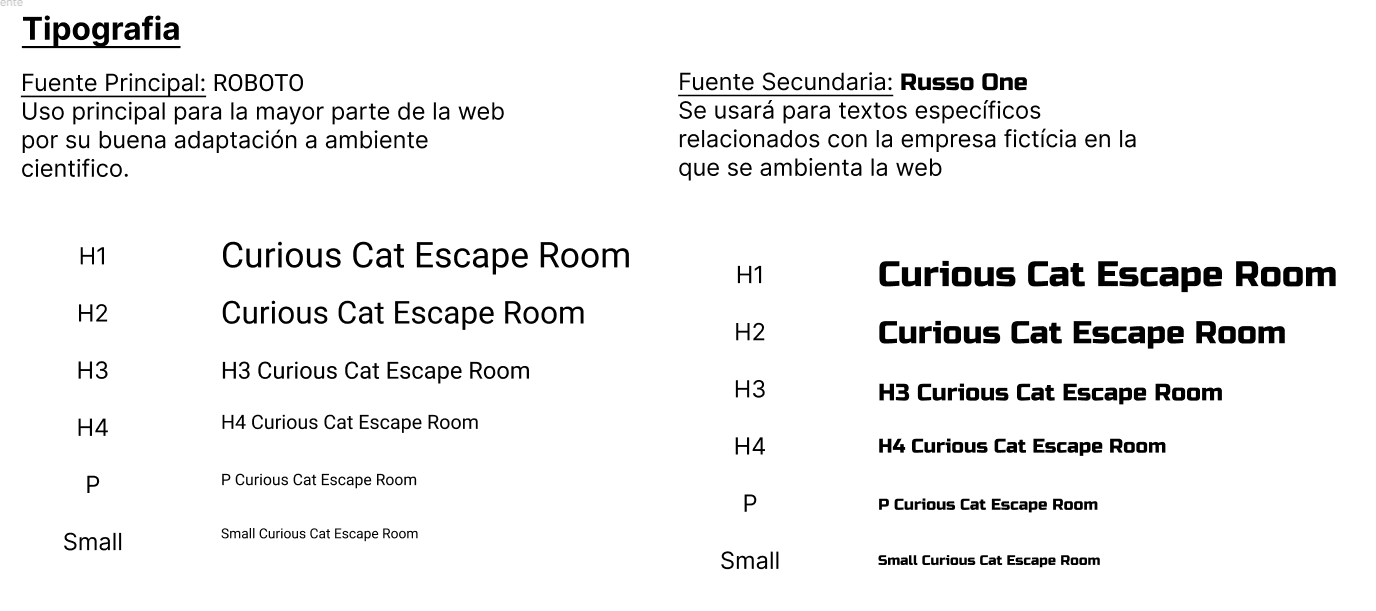 ente
Tipografia
Fuente Principal: ROBOTO
Uso principal para la mayor parte de la web
por su buena adaptación a ambiente
cientifico.
H1 Curious Cat Escape Room
H2 Curious Cat Escape Room
H3 H3 Curious Cat Escape Room
H4 H4 Curious Cat Escape Room
P P Curious Cat Escape Room
Small Small Curious Cat Escape Room
Fuente Secundaria: Russo One
Se usará para textos específicos
relacionados con la empresa fictícia en la
que se ambienta la web
H1 Curious Cat Escape Room
H2 Curious Cat Escape Room
H3 H3 Curious Cat Escape Room
H4 H4 Curious Cat Escape Room
P P Curious Cat Escape Room
Small Small Curious Cat Escape Room